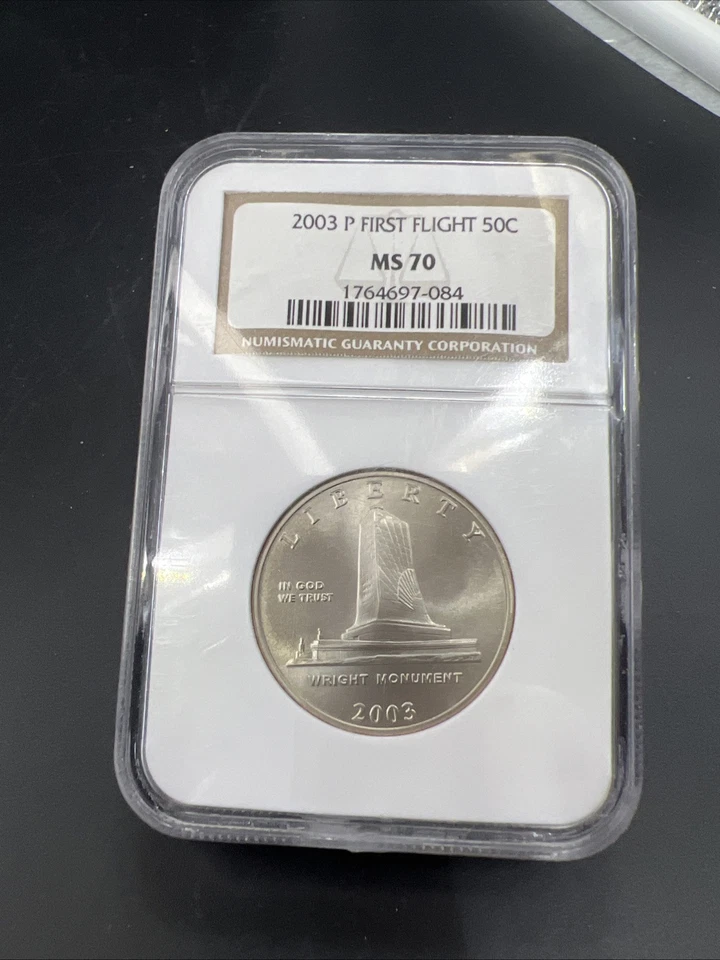 2003 P FIRST FLIGHT 50C
MS 70
1764697-084
NUMISMATIC GUARANTY CORPORATION
LIBERTY
IN GOD
WE TRUST
WRIGHT MONUMENT
2003